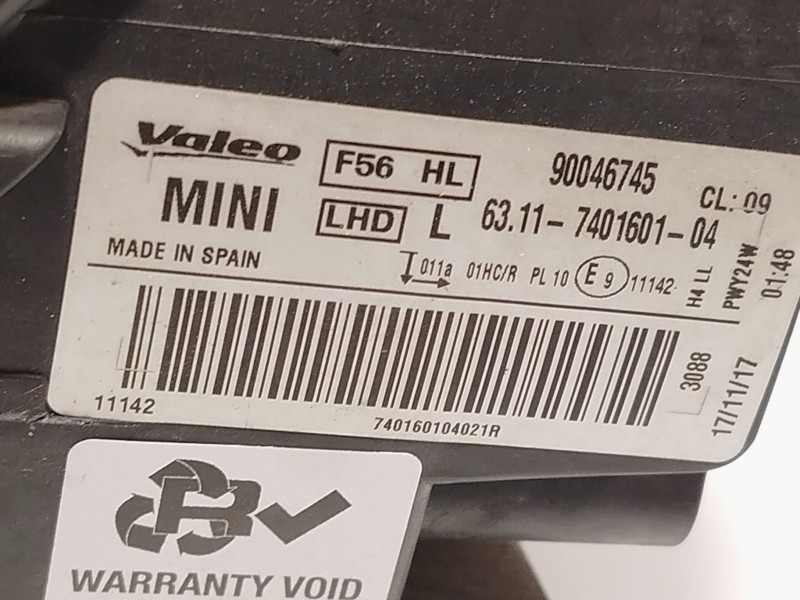 Valeo
F56 HL
90046745
CL: 09
MINI
LHD L
63.11-7401601-04
MADE IN SPAIN
011a 01HC/R PL 10 E 9 11142
H4 LL
PWY24W
01:48
3088
17/11/17
11142
740160104021R
R
WARRANTY VOID